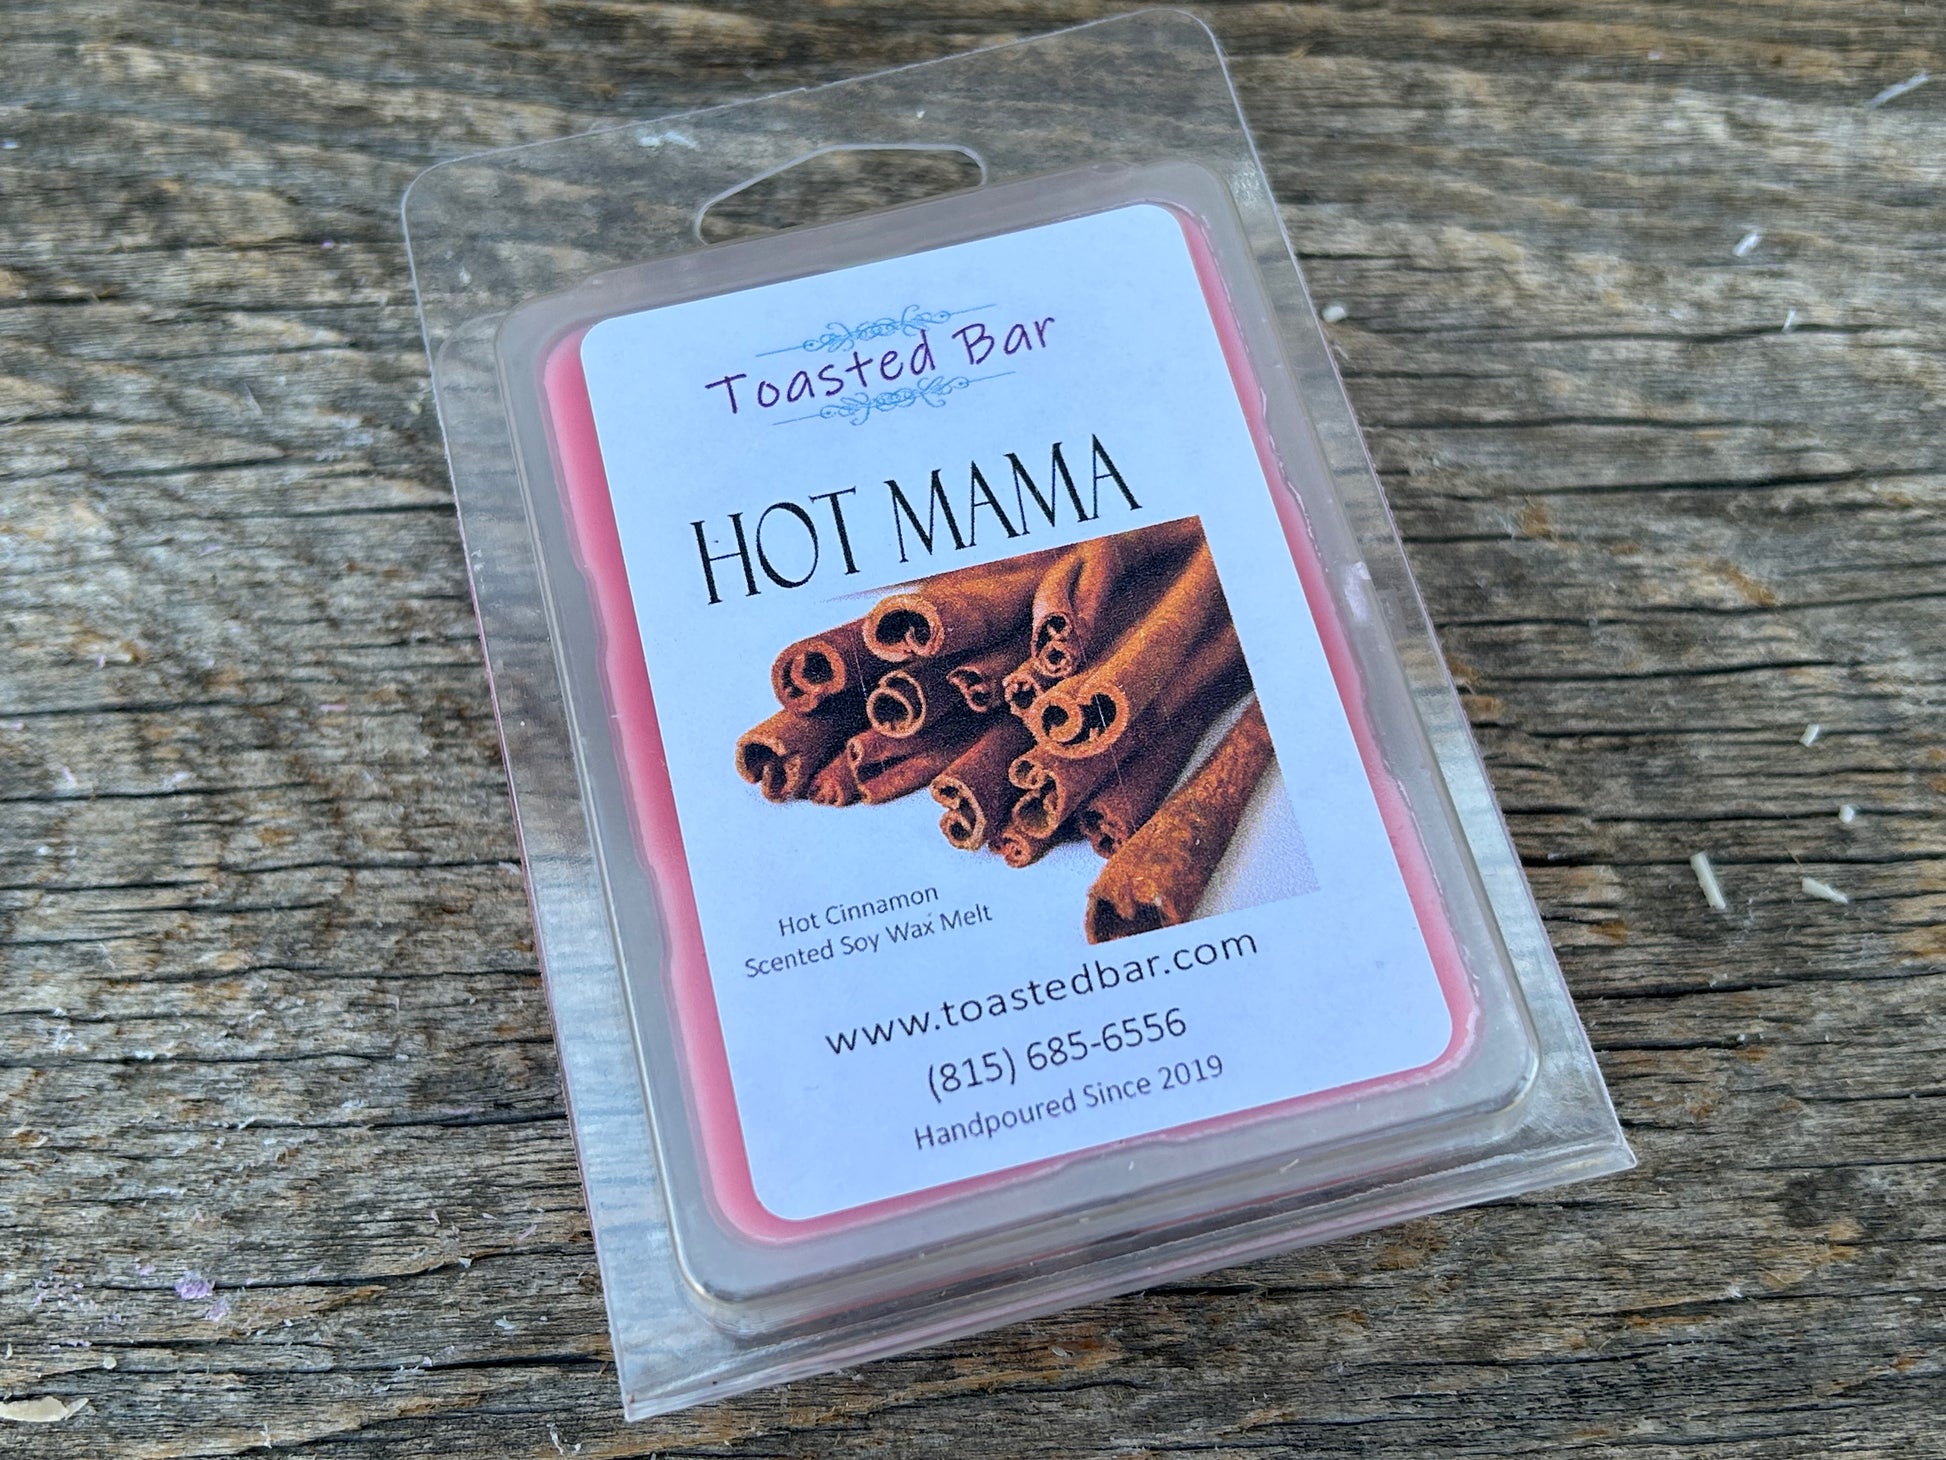 Toasted Bar
HOT MAMA
Hot Cinnamon
Scented Soy Wax Melt
www.toastedbar.com
(815) 685-6556
Handpoured Since 2019